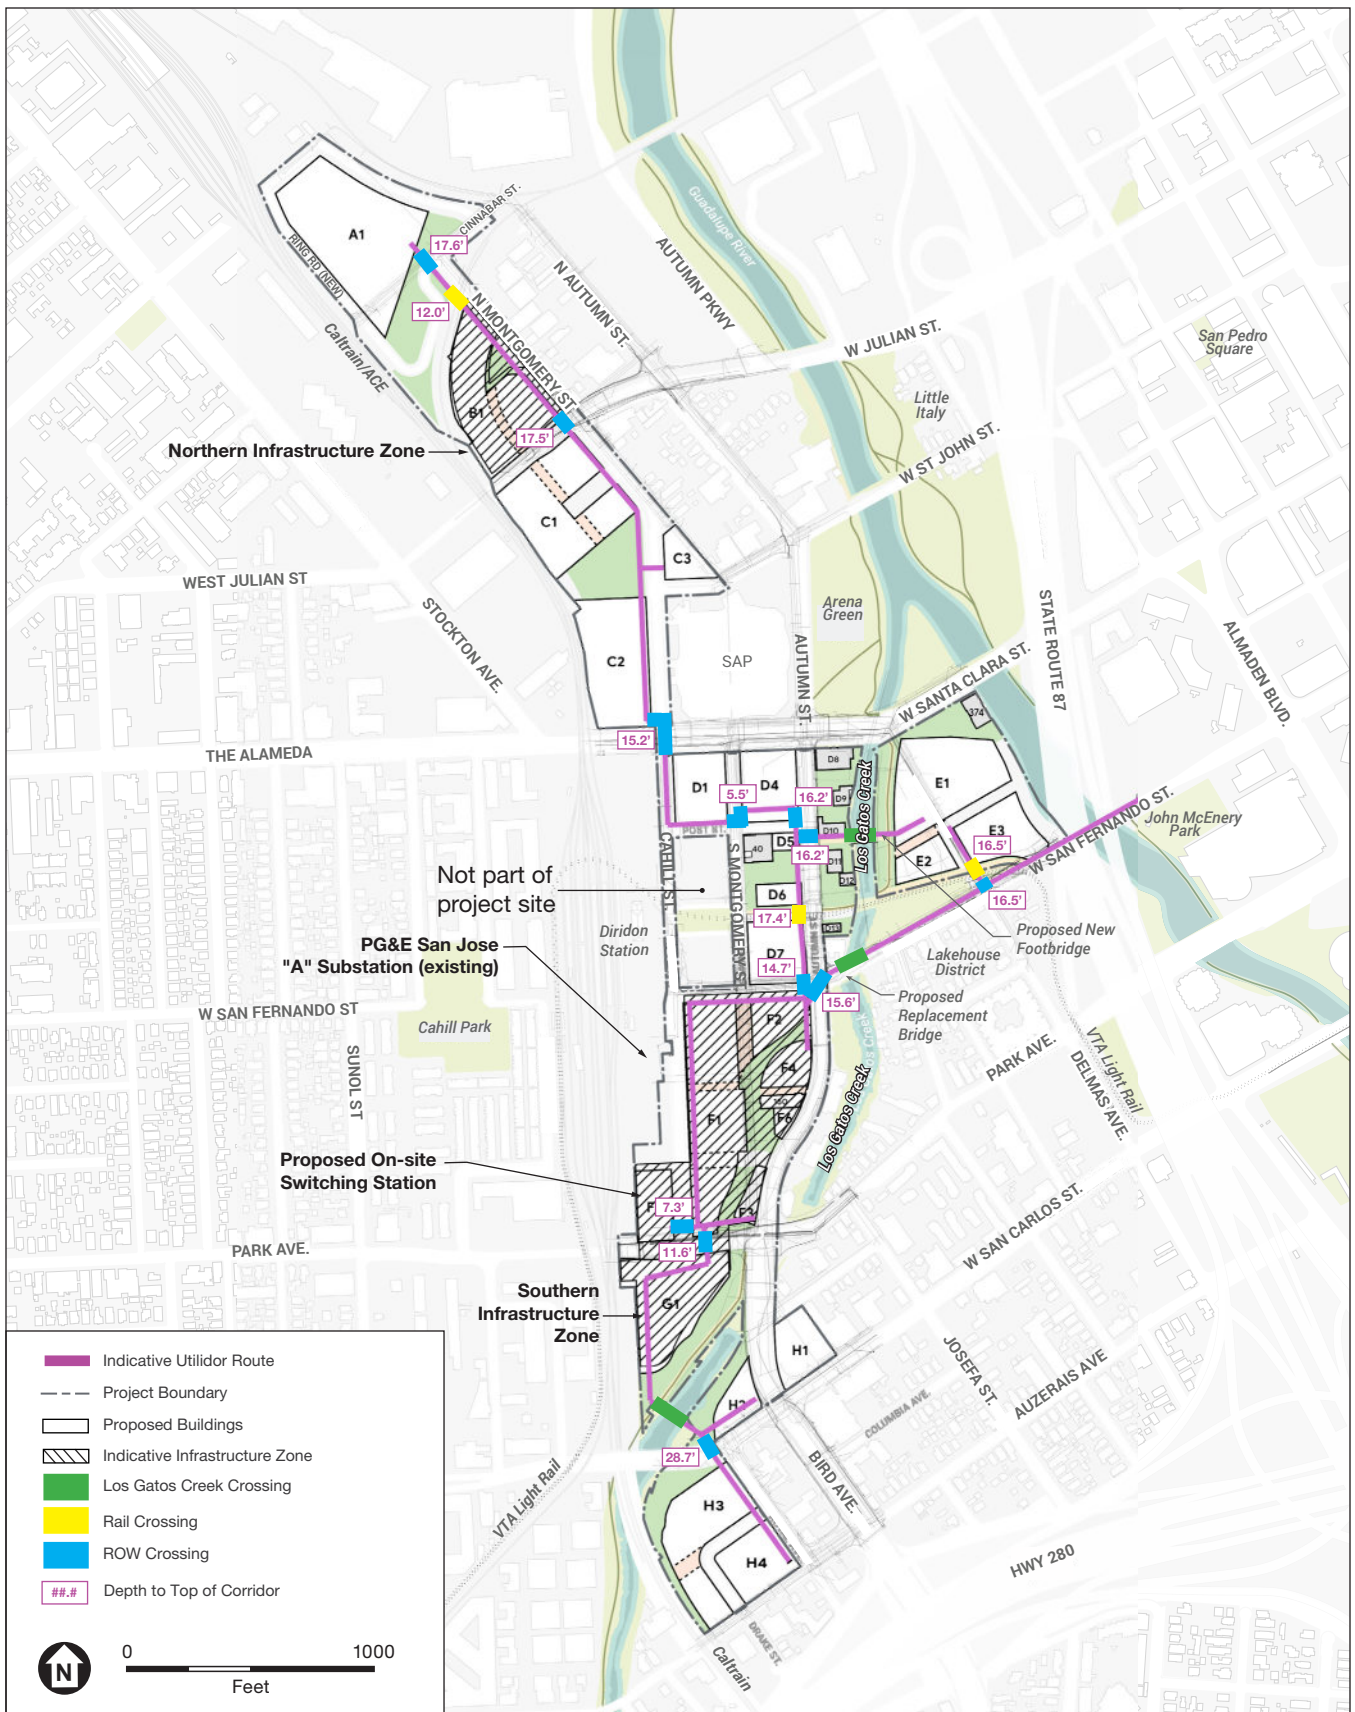 A1
CINNABAR ST.
17.6'
RING RD (NEW)
12.0'
N MONTGOMERY ST.
N AUTUMN ST.
AUTUMN PKWY
Guadalupe River
Caltrain/ACE
W JULIAN ST.
San Pedro
Square
Little
Italy
B1
17.5'
Northern Infrastructure Zone
W ST JOHN ST.
C1
C3
WEST JULIAN ST
STOCKTON AVE.
Arena
Green
STATE ROUTE 87
ALMADEN BLVD.
C2
SAP
AUTUMN ST.
W SANTA CLARA ST.
374
THE ALAMEDA
15.2'
D8
D1
D4
E1
5.5'
16.2'
D9
Los Gatos Creek
POST ST.
D10
E3
John McEnery
Park
D5
40
16.2'
D11
E2
16.5'
W SAN FERNANDO ST.
CAHILL ST.
S MONTGOMERY ST.
D12
D6
16.5'
Not part of
project site
17.4'
D13
Diridon
Station
Proposed New
Footbridge
PG&E San Jose
"A" Substation (existing)
D7
14.7'
Lakehouse
District
15.6'
Proposed
Replacement
Bridge
W SAN FERNANDO ST
Cahill Park
F2
SUNOL ST
F4
PARK AVE.
DELMAS AVE.
VTA Light Rail
F1
F6
Los Gatos Creek
Proposed On-site
Switching Station
7.3'
F3
W SAN CARLOS ST.
PARK AVE.
11.6'
Southern
Infrastructure
Zone
G1
H1
JOSEFA ST.
AUZERAIS AVE
H2
COLUMBIA AVE.
28.7'
BIRD AVE.
VTA Light Rail
H3
H4
HWY 280
DRAKE ST.
Caltrain
Indicative Utilidor Route
Project Boundary
Proposed Buildings
Indicative Infrastructure Zone
Los Gatos Creek Crossing
Rail Crossing
ROW Crossing
##.# Depth to Top of Corridor
N
0 1000
Feet